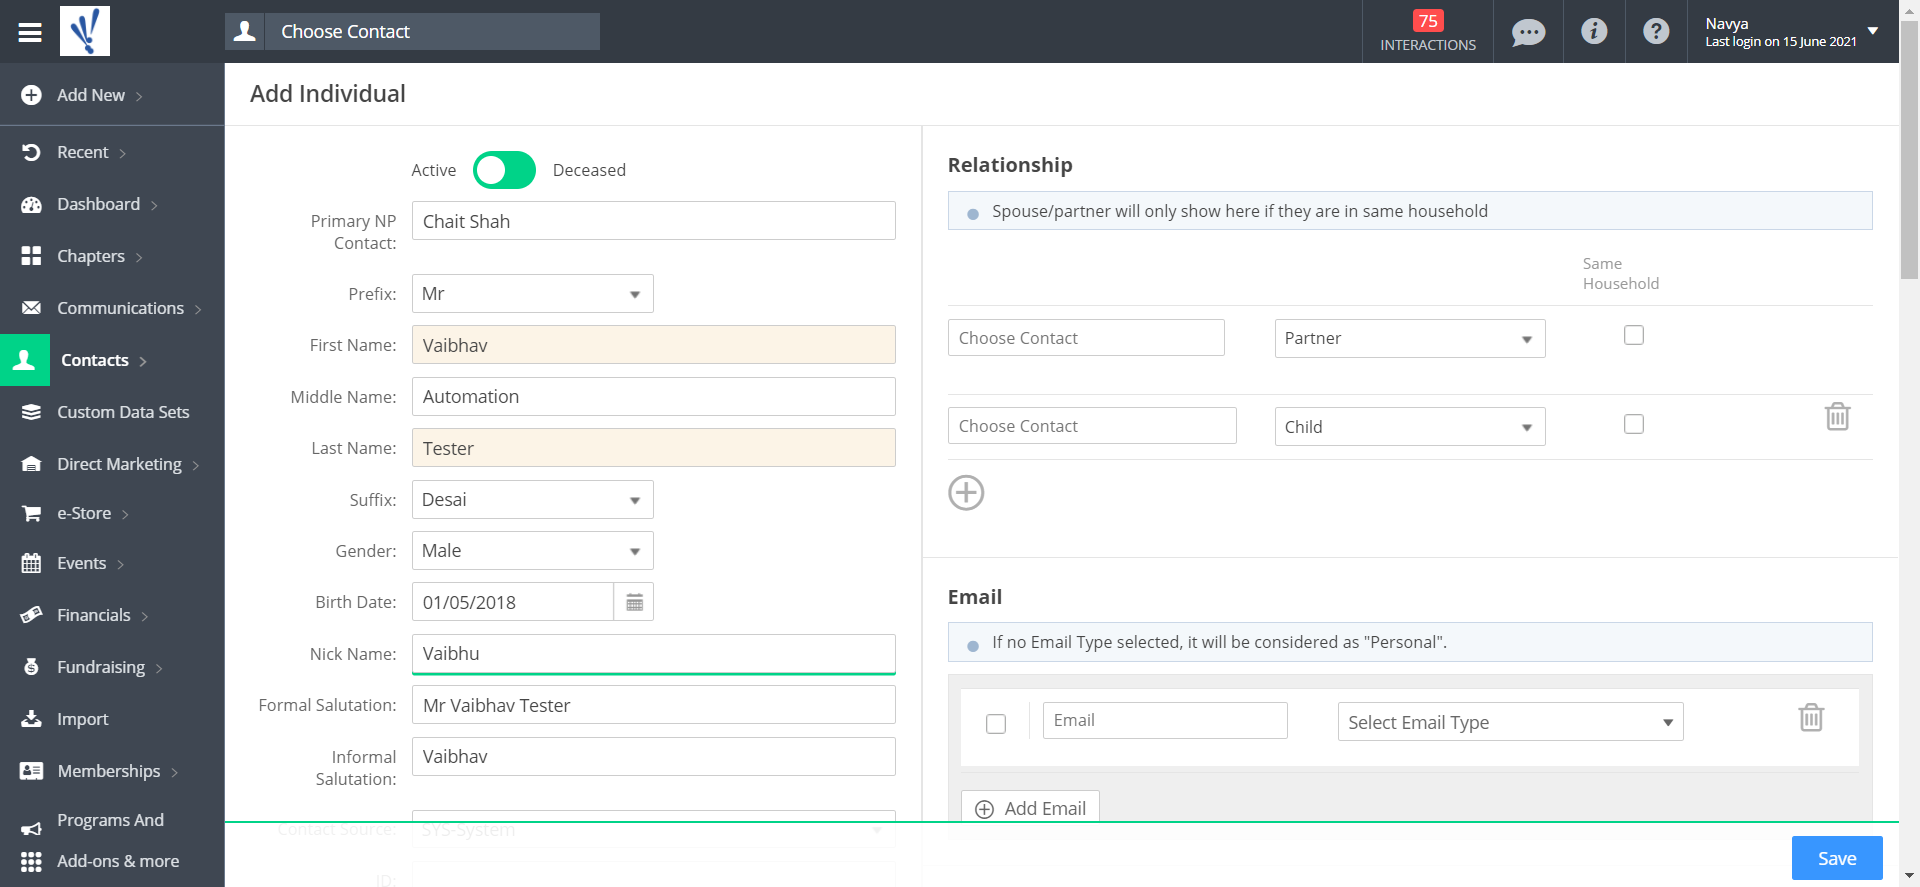 Choose Contact
75
INTERACTIONS
Navya
Last login on 15 June 2021
Add New
Recent
Dashboard
Chapters
Communications
Contacts
Custom Data Sets
Direct Marketing
e-Store
Events
Financials
Fundraising
Import
Memberships
Programs And
Add-ons & more
Add Individual
Active
Deceased
Primary NP
Contact:
Chait Shah
Prefix:
Mr
First Name:
Vaibhav
Middle Name:
Automation
Last Name:
Tester
Suffix:
Desai
Gender:
Male
Birth Date:
01/05/2018
Nick Name:
Vaibhu
Formal Salutation:
Mr Vaibhav Tester
Informal
Salutation:
Vaibhav
Contact Source:
SYS-System
ID:
Relationship
Spouse/partner will only show here if they are in same household
Same
Household
Choose Contact
Partner
Choose Contact
Child
Email
If no Email Type selected, it will be considered as "Personal".
Email
Select Email Type
Add Email
Save